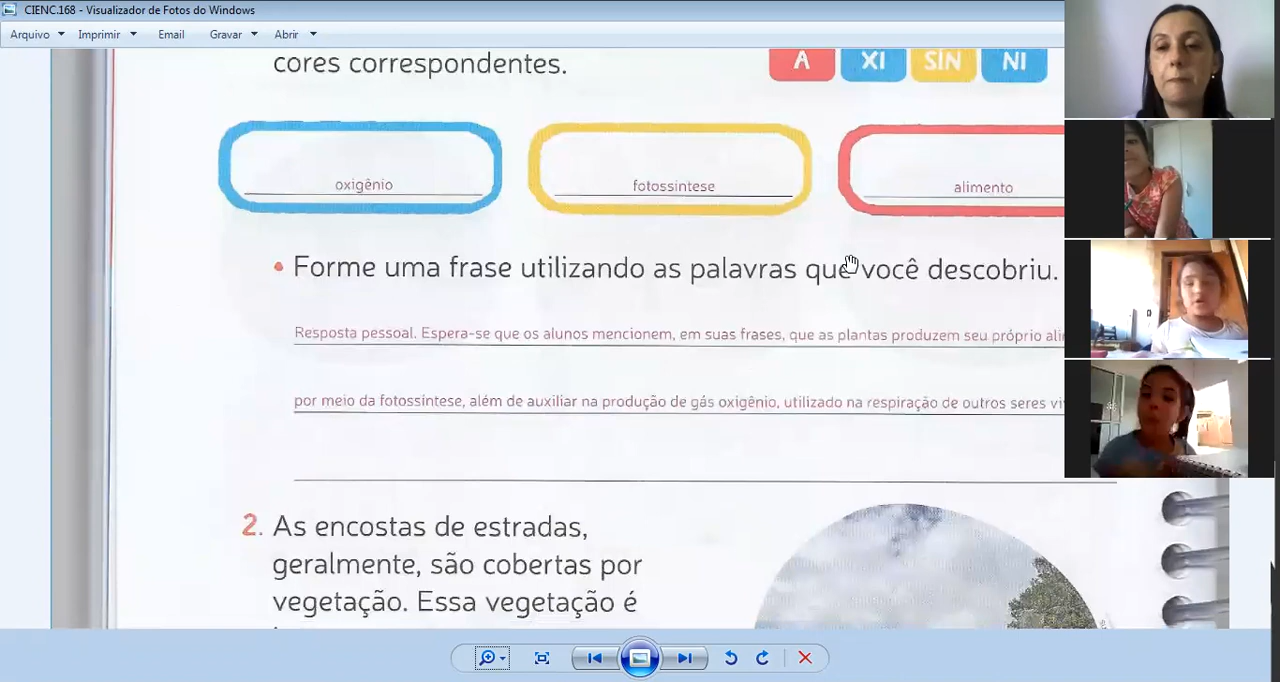 CIENC.168 - Visualizador de Fotos do Windows
Arquivo Imprimir Email Gravar Abrir
cores correspondentes.
A XI SÍN NI
oxigênio fotossíntese alimento
Forme uma frase utilizando as palavras que você descobriu.
Resposta pessoal. Espera-se que os alunos mencionem, em suas frases, que as plantas produzem seu próprio ali
por meio da fotossíntese, além de auxiliar na produção de gás oxigênio, utilizado na respiração de outros seres vi
2. As encostas de estradas,
geralmente, são cobertas por
vegetação. Essa vegetação é